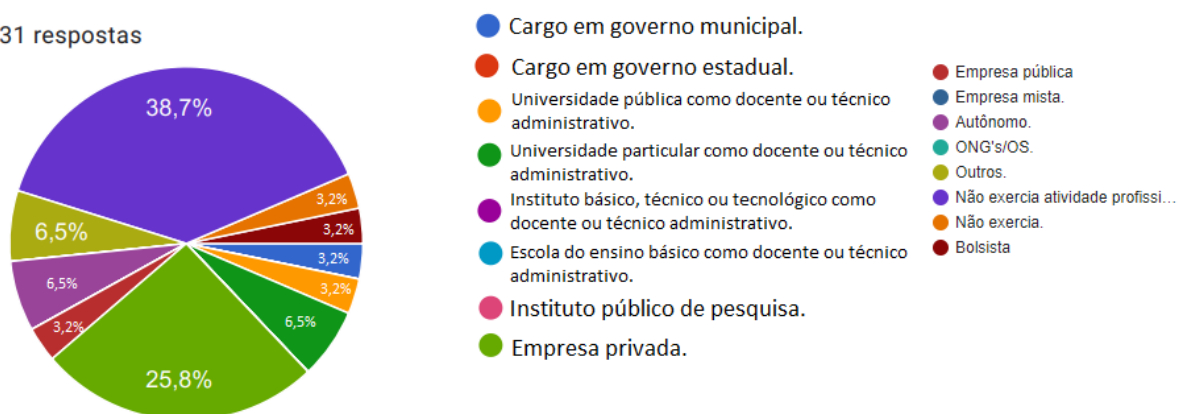 31 respostas
38,7%
3,2%
3,2%
3,2%
3,2%
6,5%
25,8%
3,2%
6,5%
6,5%
Cargo em governo municipal.
Cargo em governo estadual.
Universidade pública como docente ou técnico
administrativo.
Universidade particular como docente ou técnico
administrativo.
Instituto básico, técnico ou tecnológico como
docente ou técnico administrativo.
Escola do ensino básico como docente ou técnico
administrativo.
Instituto público de pesquisa.
Empresa privada.
Empresa pública
Empresa mista.
Autônomo.
ONG's/OS.
Outros.
Não exercia atividade profissi...
Não exercia.
Bolsista